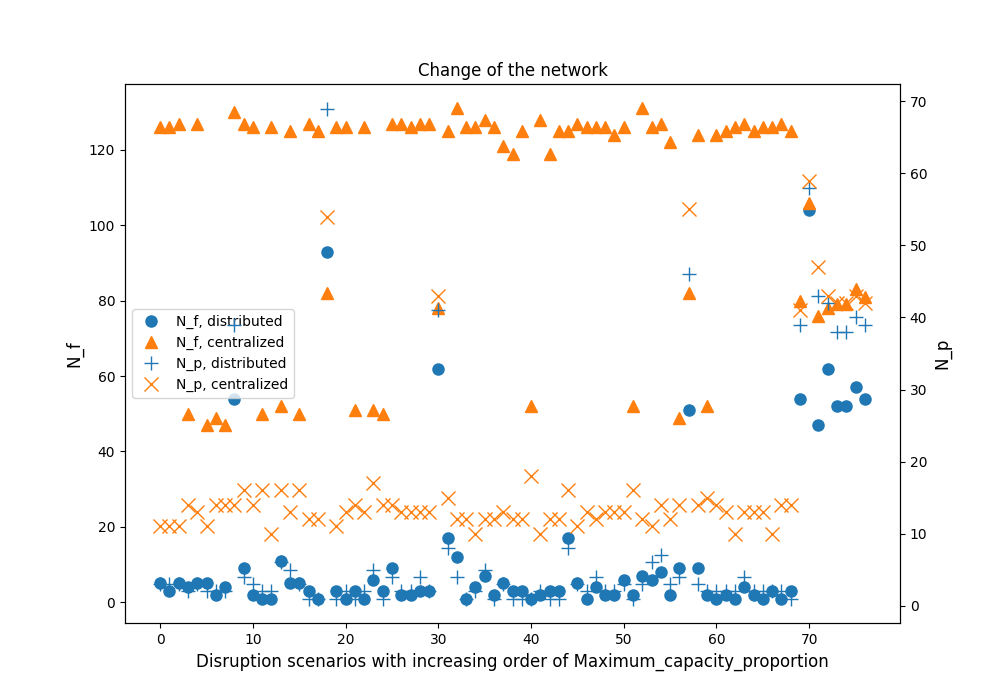 Change of the network
N_f
120
100
80
60
40
20
0
N_f, distributed
N_f, centralized
N_p, distributed
N_p, centralized
70
60
50
40
30
20
10
0
N_p
0 10 20 30 40 50 60 70
Disruption scenarios with increasing order of Maximum_capacity_proportion